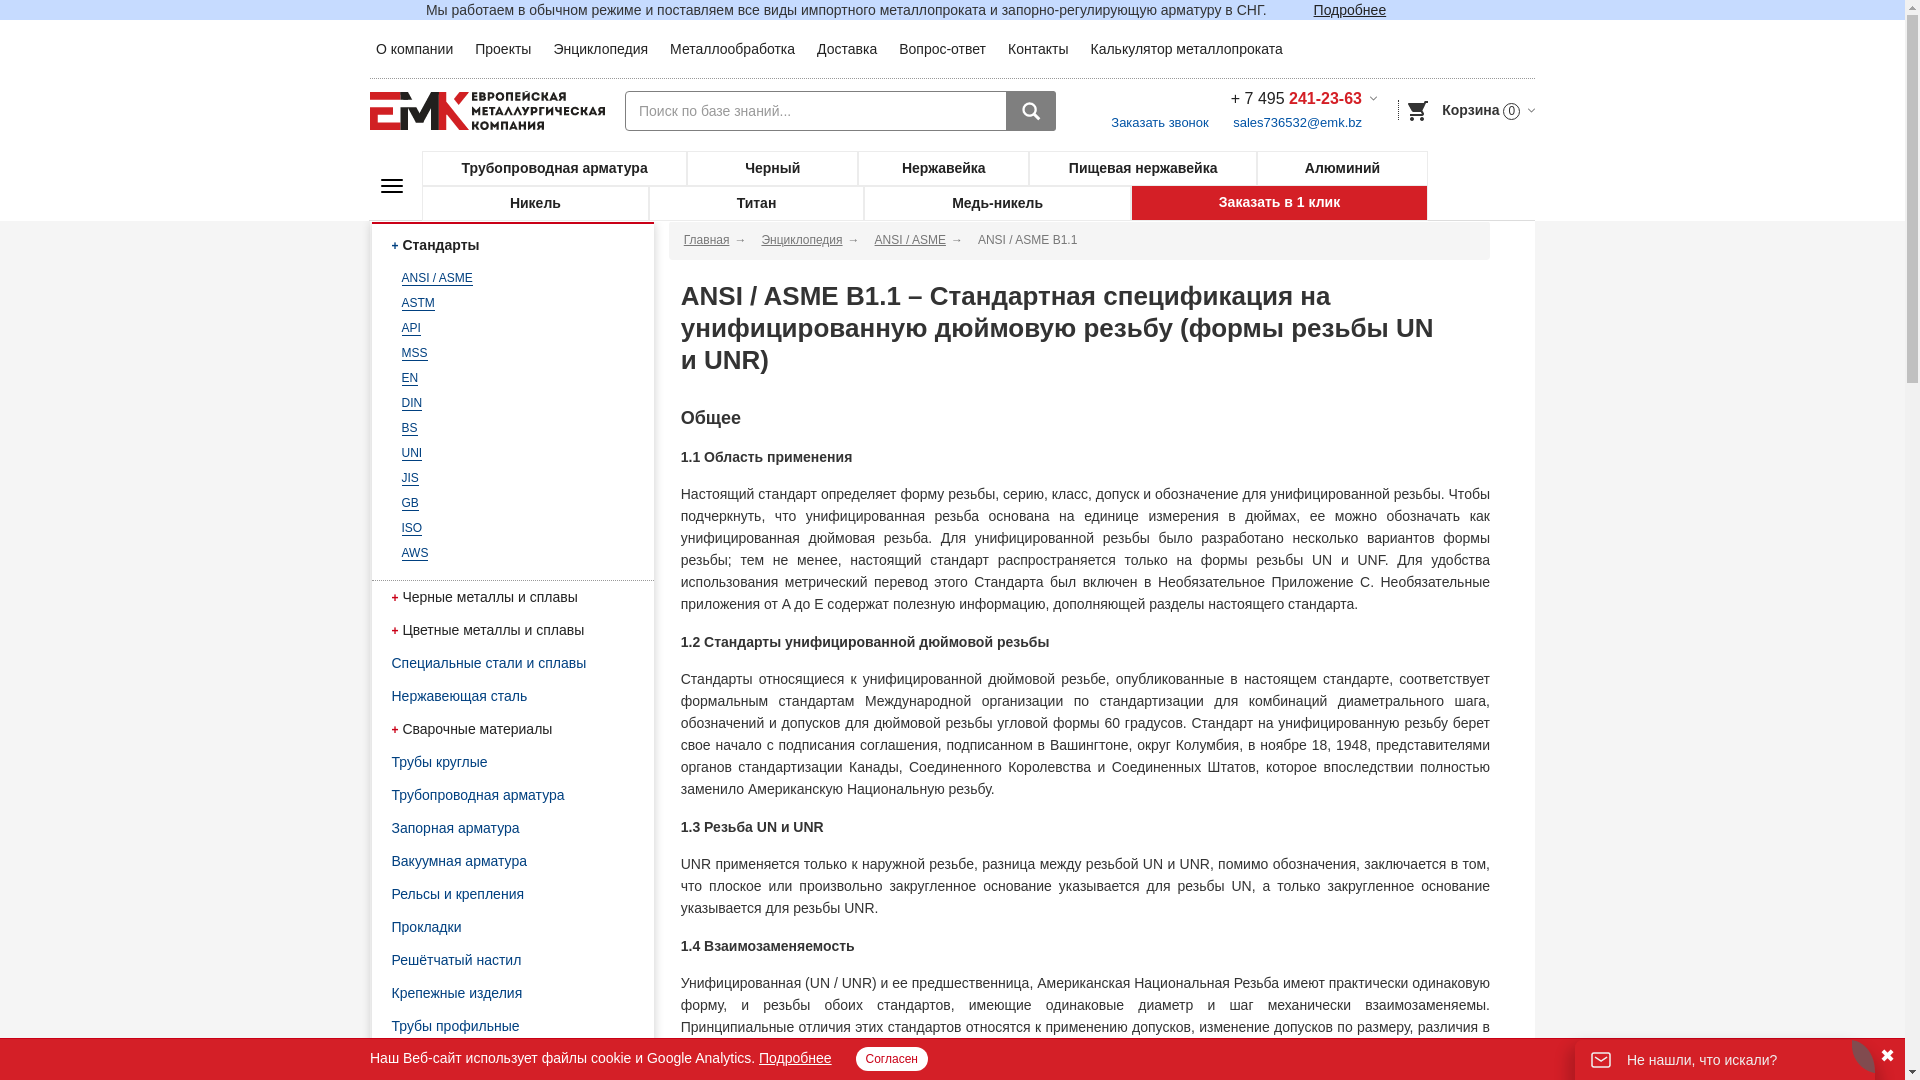 Мы работаем в обычном режиме и поставляем все виды импортного металлопроката и запорно-регулирующую арматуру в СНГ. Подробнее
О компании Проекты Энциклопедия Металлообработка Доставка Вопрос-ответ Контакты Калькулятор металлопроката
ЕМК ЕВРОПЕЙСКАЯ
МЕТАЛЛУРГИЧЕСКАЯ
КОМПАНИЯ
Поиск по базе знаний...
+ 7 495 241-23-63
Заказать звонок sales736532@emk.bz
Корзина 0
Трубопроводная арматура Черный Нержавейка Пищевая нержавейка Алюминий
Никель Титан Медь-никель Заказать в 1 клик
+ Стандарты
ANSI / ASME
ASTM
API
MSS
EN
DIN
BS
UNI
JIS
GB
ISO
AWS
+ Черные металлы и сплавы
+ Цветные металлы и сплавы
Специальные стали и сплавы
Нержавеющая сталь
+ Сварочные материалы
Трубы круглые
Трубопроводная арматура
Запорная арматура
Вакуумная арматура
Рельсы и крепления
Прокладки
Решётчатый настил
Крепежные изделия
Трубы профильные
Главная → Энциклопедия → ANSI / ASME → ANSI / ASME B1.1
ANSI / ASME B1.1 – Стандартная спецификация на
унифицированную дюймовую резьбу (формы резьбы UN
и UNR)
Общее
1.1 Область применения
Настоящий стандарт определяет форму резьбы, серию, класс, допуск и обозначение для унифицированной резьбы. Чтобы
подчеркнуть, что унифицированная резьба основана на единице измерения в дюймах, ее можно обозначать как
унифицированная дюймовая резьба. Для унифицированной резьбы было разработано несколько вариантов формы
резьбы; тем не менее, настоящий стандарт распространяется только на формы резьбы UN и UNF. Для удобства
использования метрический перевод этого Стандарта был включен в Необязательное Приложение C. Необязательные
приложения от A до E содержат полезную информацию, дополняющей разделы настоящего стандарта.
1.2 Стандарты унифицированной дюймовой резьбы
Стандарты относящиеся к унифицированной дюймовой резьбе, опубликованные в настоящем стандарте, соответствует
формальным стандартам Международной организации по стандартизации для комбинаций диаметрального шага,
обозначений и допусков для дюймовой резьбы угловой формы 60 градусов. Стандарт на унифицированную резьбу берет
свое начало с подписания соглашения, подписанном в Вашингтоне, округ Колумбия, в ноябре 18, 1948, представителями
органов стандартизации Канады, Соединенного Королевства и Соединенных Штатов, которое впоследствии полностью
заменило Американскую Национальную резьбу.
1.3 Резьба UN и UNR
UNR применяется только к наружной резьбе, разница между резьбой UN и UNR, помимо обозначения, заключается в том,
что плоское или произвольно закругленное основание указывается для резьбы UN, а только закругленное основание
указывается для резьбы UNR.
1.4 Взаимозаменяемость
Унифицированная (UN / UNR) и ее предшественница, Американская Национальная Резьба имеют практически одинаковую
форму, и резьбы обоих стандартов, имеющие одинаковые диаметр и шаг механически взаимозаменяемы.
Принципиальные отличия этих стандартов относятся к применению допусков, изменение допусков по размеру, различия в
Наш Веб-сайт использует файлы cookie и Google Analytics. Подробнее Согласен
Не нашли, что искали?